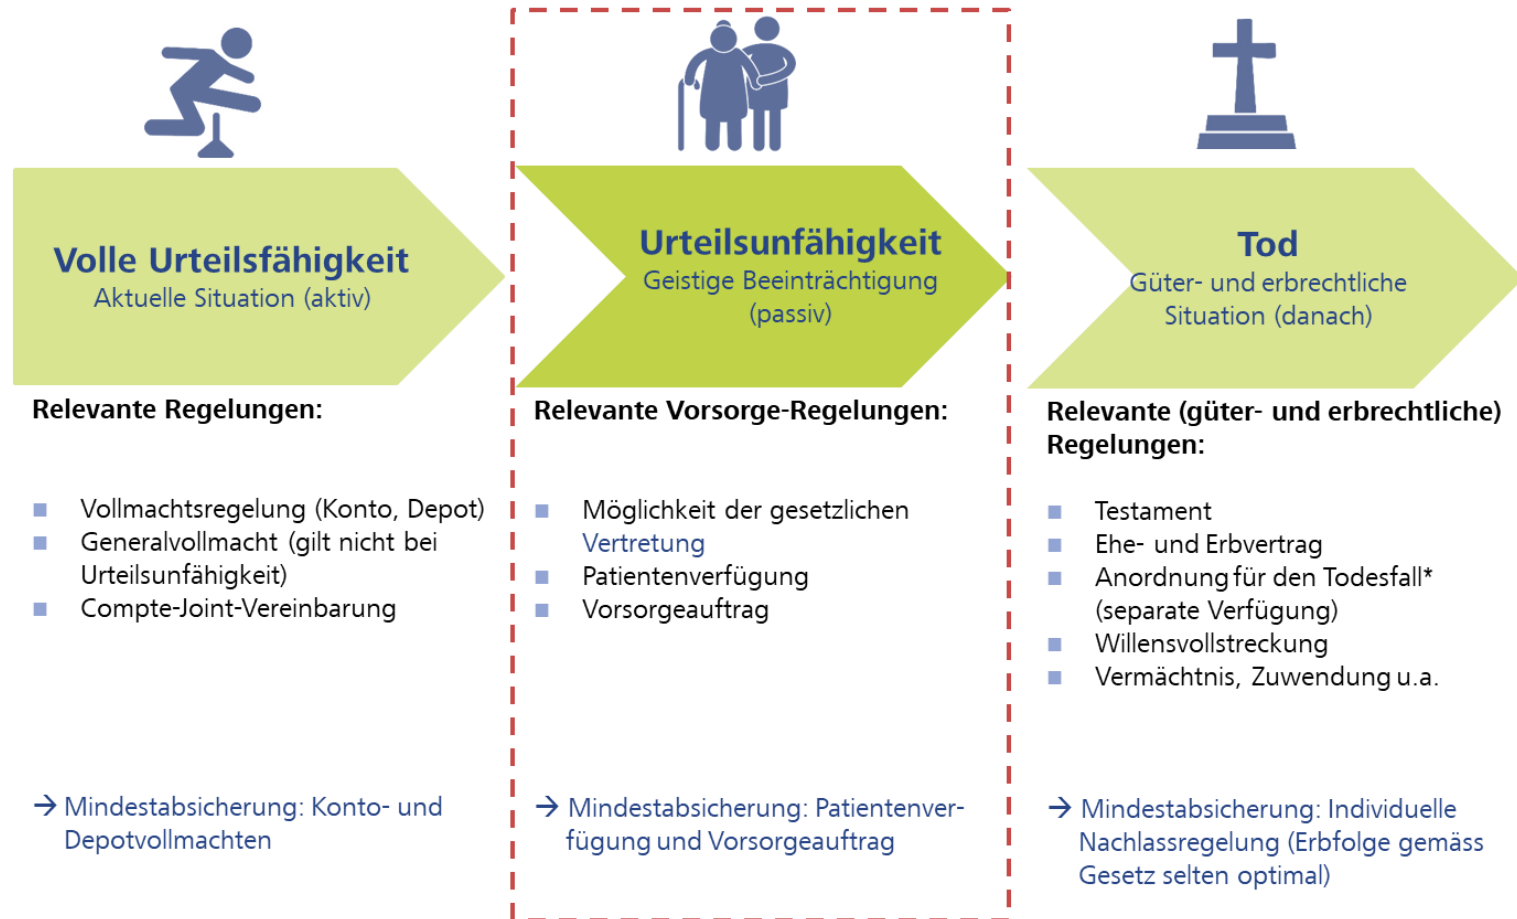 Volle Urteilsfähigkeit
Aktuelle Situation (aktiv)
Relevante Regelungen:
Vollmachtsregelung (Konto, Depot)
Generalvollmacht (gilt nicht bei
Urteilsunfähigkeit)
Compte-Joint-Vereinbarung
→ Mindestabsicherung: Konto- und
Depotvollmachten
Urteilsunfähigkeit
Geistige Beeinträchtigung
(passiv)
Relevante Vorsorge-Regelungen:
Möglichkeit der gesetzlichen
Vertretung
Patientenverfügung
Vorsorgeauftrag
→ Mindestabsicherung: Patientenver-
fügung und Vorsorgeauftrag
Tod
Güter- und erbrechtliche
Situation (danach)
Relevante (güter- und erbrechtliche)
Regelungen:
Testament
Ehe- und Erbvertrag
Anordnung für den Todesfall*
(separate Verfügung)
Willensvollstreckung
Vermächtnis, Zuwendung u.a.
→ Mindestabsicherung: Individuelle
Nachlassregelung (Erbfolge gemäss
Gesetz selten optimal)